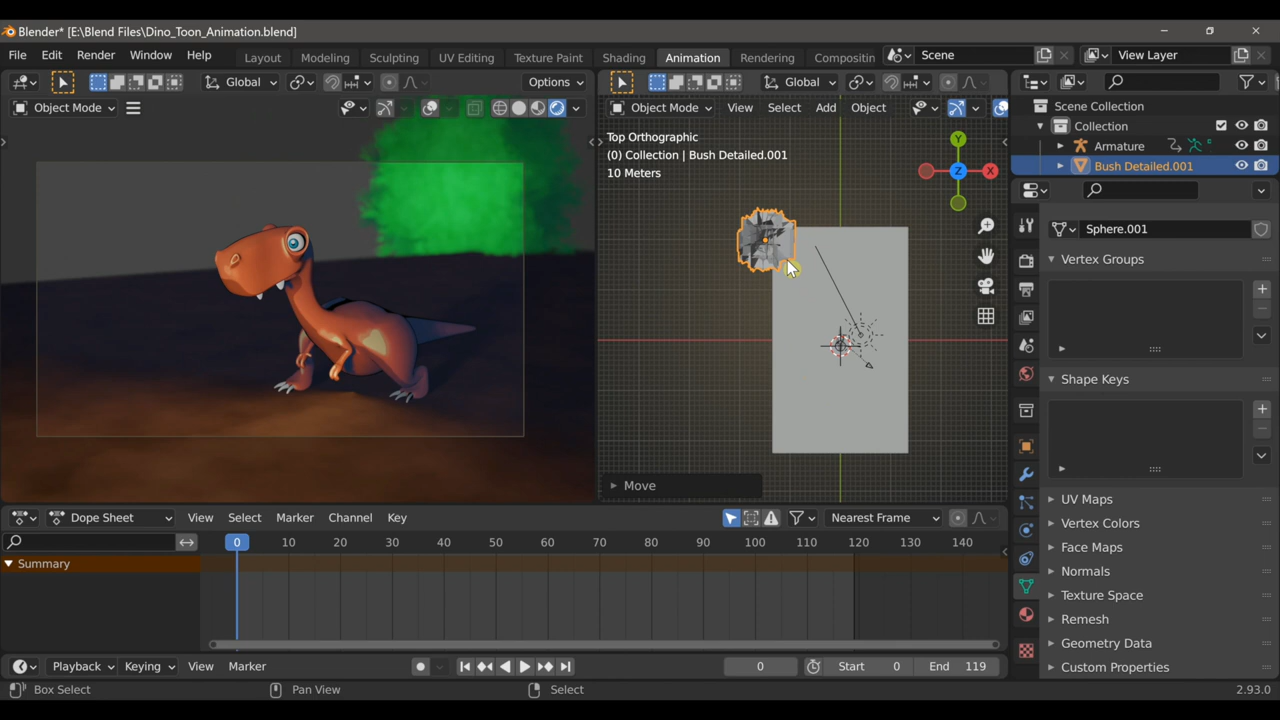 Blender* [E:\Blend Files\Dino_Toon_Animation.blend]
File Edit Render Window Help Layout Modeling Sculpting UV Editing Texture Paint Shading Animation Rendering Compositin Scene View Layer
Global Options Global
Object Mode Object Mode View Select Add Object Scene Collection
Collection
Top Orthographic
(0) Collection | Bush Detailed.001
10 Meters
Y
X
Z
Armature
Bush Detailed.001
Sphere.001
Vertex Groups
Shape Keys
Move
UV Maps
Vertex Colors
Face Maps
Normals
Texture Space
Remesh
Geometry Data
Custom Properties
Dope Sheet View Select Marker Channel Key Nearest Frame
0 10 20 30 40 50 60 70 80 90 100 110 120 130 140
Summary
Playback Keying View Marker 0 Start 0 End 119
Box Select Pan View Select 2.93.0